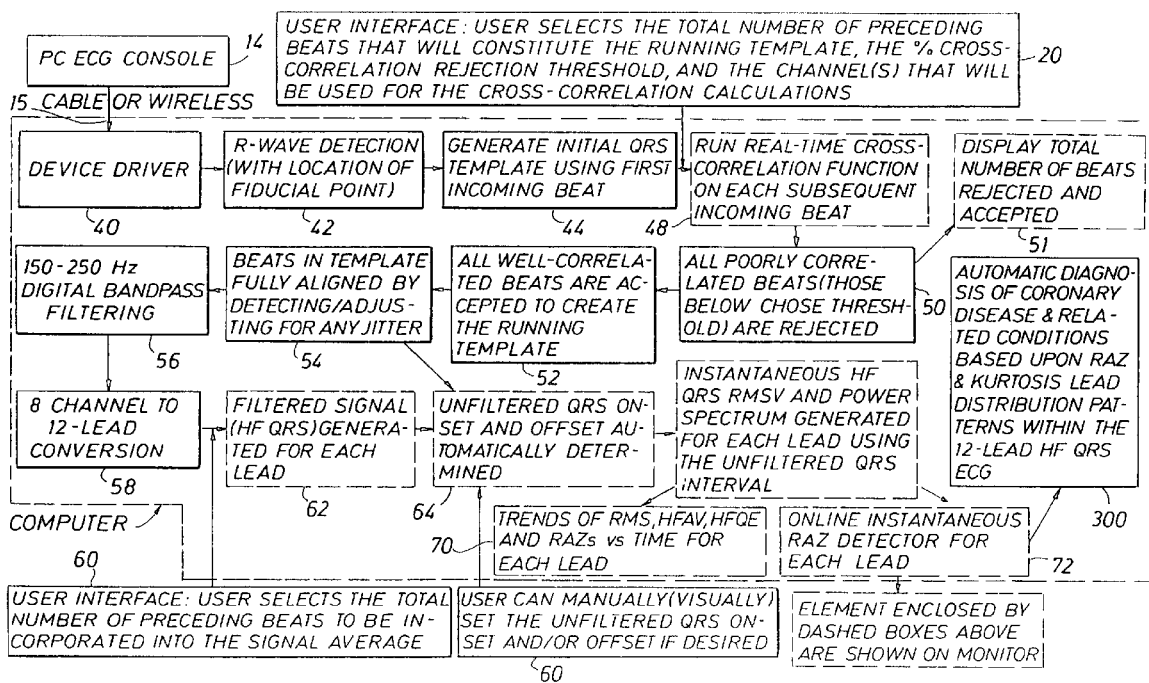 PC ECG CONSOLE
14
USER INTERFACE: USER SELECTS THE TOTAL NUMBER OF PRECEDING
BEATS THAT WILL CONSTITUTE THE RUNNING TEMPLATE, THE % CROSS-
CORRELATION REJECTION THRESHOLD, AND THE CHANNEL(S) THAT WILL
BE USED FOR THE CROSS-CORRELATION CALCULATIONS
20
15
CABLE OR WIRELESS
DEVICE DRIVER
40
R-WAVE DETECTION
(WITH LOCATION OF
FIDUCIAL POINT)
42
GENERATE INITIAL QRS
TEMPLATE USING FIRST
INCOMING BEAT
44
RUN REAL-TIME CROSS-
CORRELATION FUNCTION
ON EACH SUBSEQUENT
INCOMING BEAT
48
DISPLAY TOTAL
NUMBER OF BEATS
REJECTED AND
ACCEPTED
51
150-250 Hz
DIGITAL BANDPASS
FILTERING
56
BEATS IN TEMPLATE
FULLY ALIGNED BY
DETECTING/ADJUS-
TING FOR ANY JITTER
54
ALL WELL-CORRELA-
TED BEATS ARE AC-
CEPTED TO CREATE
THE RUNNING
TEMPLATE
52
ALL POORLY CORRE-
LATED BEATS(THOSE
BELOW CHOSE THRESH-
OLD) ARE REJECTED
50
AUTOMATIC DIAGNO-
SIS OF CORONARY
DISEASE & RELA-
TED CONDITIONS
BASED UPON RAZ
& KURTOSIS LEAD
DISTRIBUTION PAT-
TERNS WITHIN THE
12-LEAD HF QRS
ECG
300
8 CHANNEL TO
12-LEAD
CONVERSION
58
FILTERED SIGNAL
(HF QRS)GENERA-
TED FOR EACH
LEAD
62
UNFILTERED QRS ON-
SET AND OFFSET AU-
TOMATICALLY DETER-
MINED
64
INSTANTANEOUS HF
QRS RMSV AND POWER
SPECTRUM GENERATED
FOR EACH LEAD USING
THE UNFILTERED QRS
INTERVAL
COMPUTER
70
TRENDS OF RMS,HFAV,HFQE
AND RAZs vs TIME FOR
EACH LEAD
ONLINE INSTANTANEOUS
RAZ DETECTOR FOR
EACH LEAD
72
60
USER INTERFACE: USER SELECTS THE TOTAL
NUMBER OF PRECEDING BEATS TO BE IN-
CORPORATED INTO THE SIGNAL AVERAGE
USER CAN MANUALLY(VISUALLY)
SET THE UNFILTERED QRS ON-
SET AND/OR OFFSET IF DESIRED
60
ELEMENT ENCLOSED BY
DASHED BOXES ABOVE
ARE SHOWN ON MONITOR